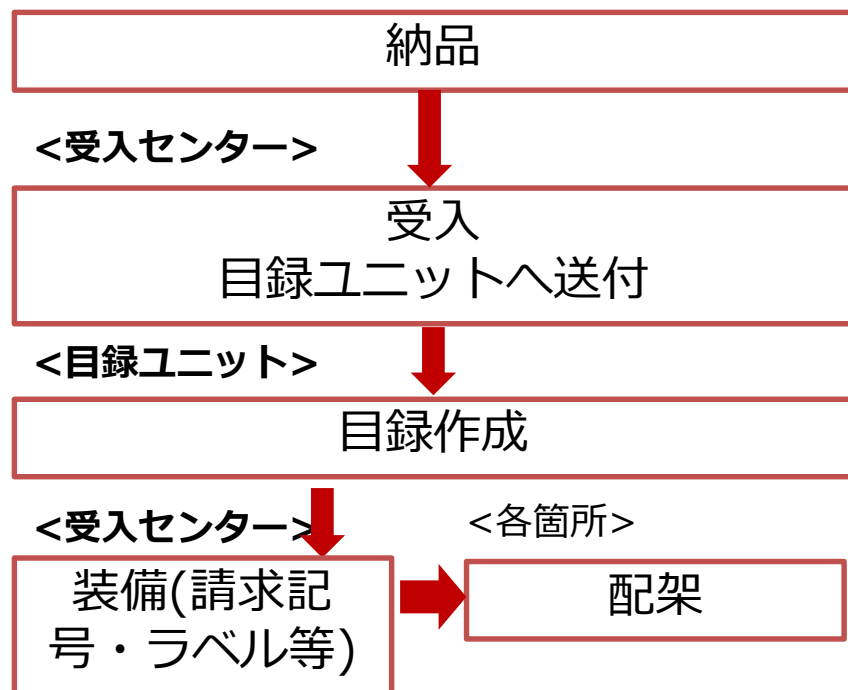 納品
<受入センター>
受入
目録ユニットへ送付
<目録ユニット>
目録作成
<受入センター>
<各箇所>
装備(請求記
号・ラベル等)
配架